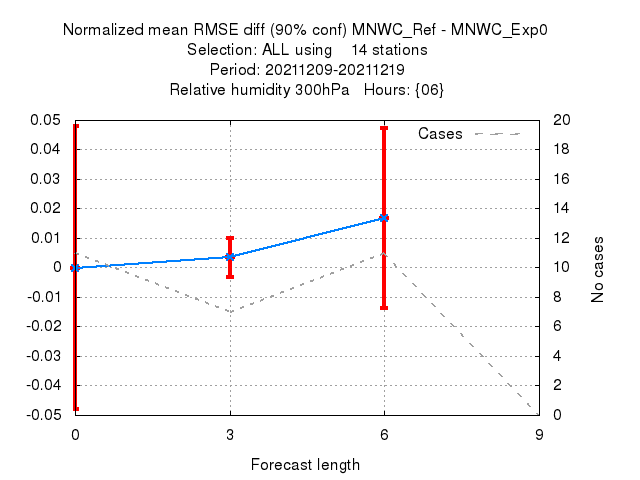 Normalized mean RMSE diff (90% conf) MNWC_Ref - MNWC_Exp0
Selection: ALL using    14 stations
Period: 20211209-20211219
Relative humidity 300hPa   Hours: {06}
Cases
0.05
0.04
0.03
0.02
0.01
0
-0.01
-0.02
-0.03
-0.04
-0.05
20
18
16
14
12
10
8
6
4
2
0
No cases
0 3 6 9
Forecast length